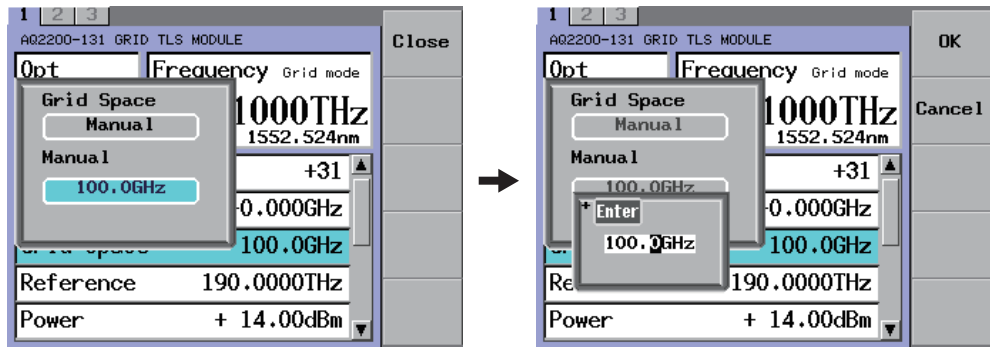 1 2 3
AQ2200-131 GRID TLS MODULE
Close
Opt
Frequency Grid mode
Grid Space
Manual
1000THz
1552.524nm
Manual
100.0GHz
+31
0.000GHz
100.0GHz
Reference 190.0000THz
Power + 14.00dBm
1 2 3
AQ2200-131 GRID TLS MODULE
OK
Opt
Frequency Grid mode
Grid Space
Manual
1000THz
Cancel
1552.524nm
Manual
100.0GHz
+31
Enter
0.000GHz
100.0GHz
100.0GHz
Re 190.0000THz
Power + 14.00dBm